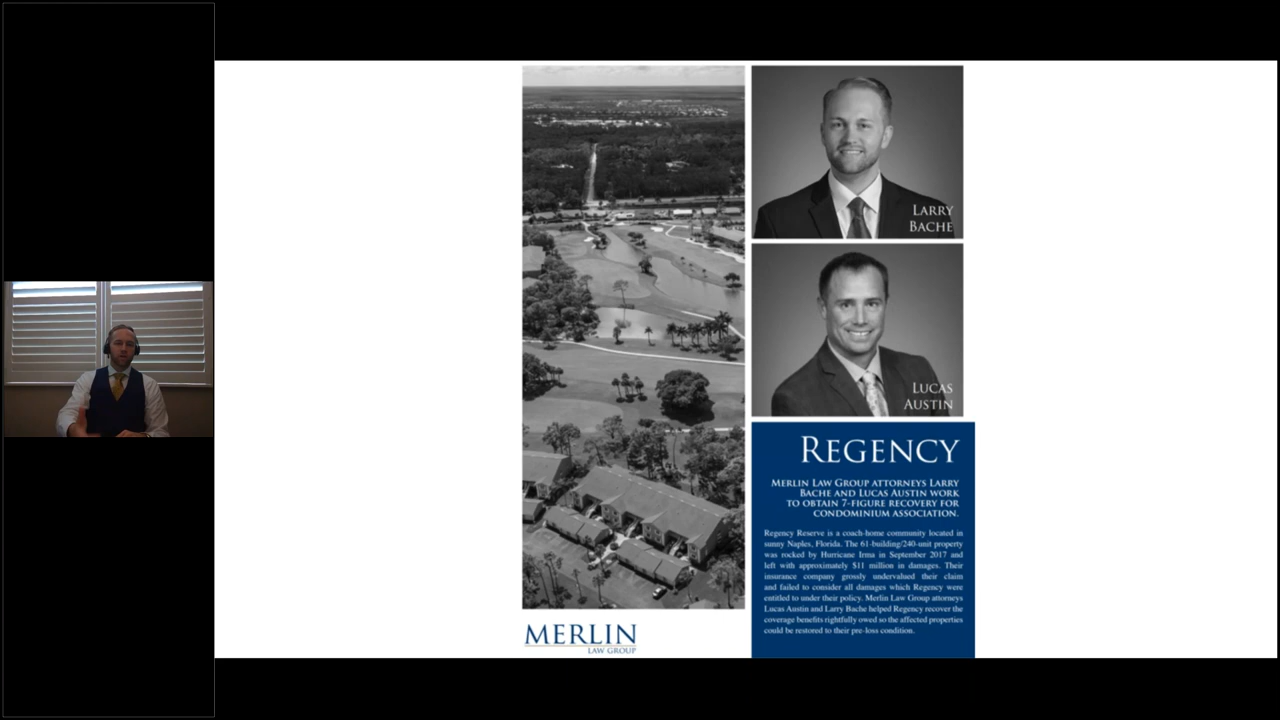 LARRY
BACHE
LUCAS
AUSTIN
REGENCY
MERLIN LAW GROUP ATTORNEYS LARRY
BACHE AND LUCAS AUSTIN WORK
TO OBTAIN 7-FIGURE RECOVERY FOR
CONDOMINIUM ASSOCIATION.
Regency Reserve is a coach-home community located in
sunny Naples, Florida. The 61-building/240-unit property
was rocked by Hurricane Irma in September 2017 and
left with approximately $11 million in damages. Their
insurance company grossly undervalued their claim
and failed to consider all damages which Regency were
entitled to under their policy. Merlin Law Group attorneys
Lucas Austin and Larry Bache helped Regency recover the
coverage benefits rightfully owed so the affected properties
could be restored to their pre-loss condition.
MERLIN
LAW GROUP